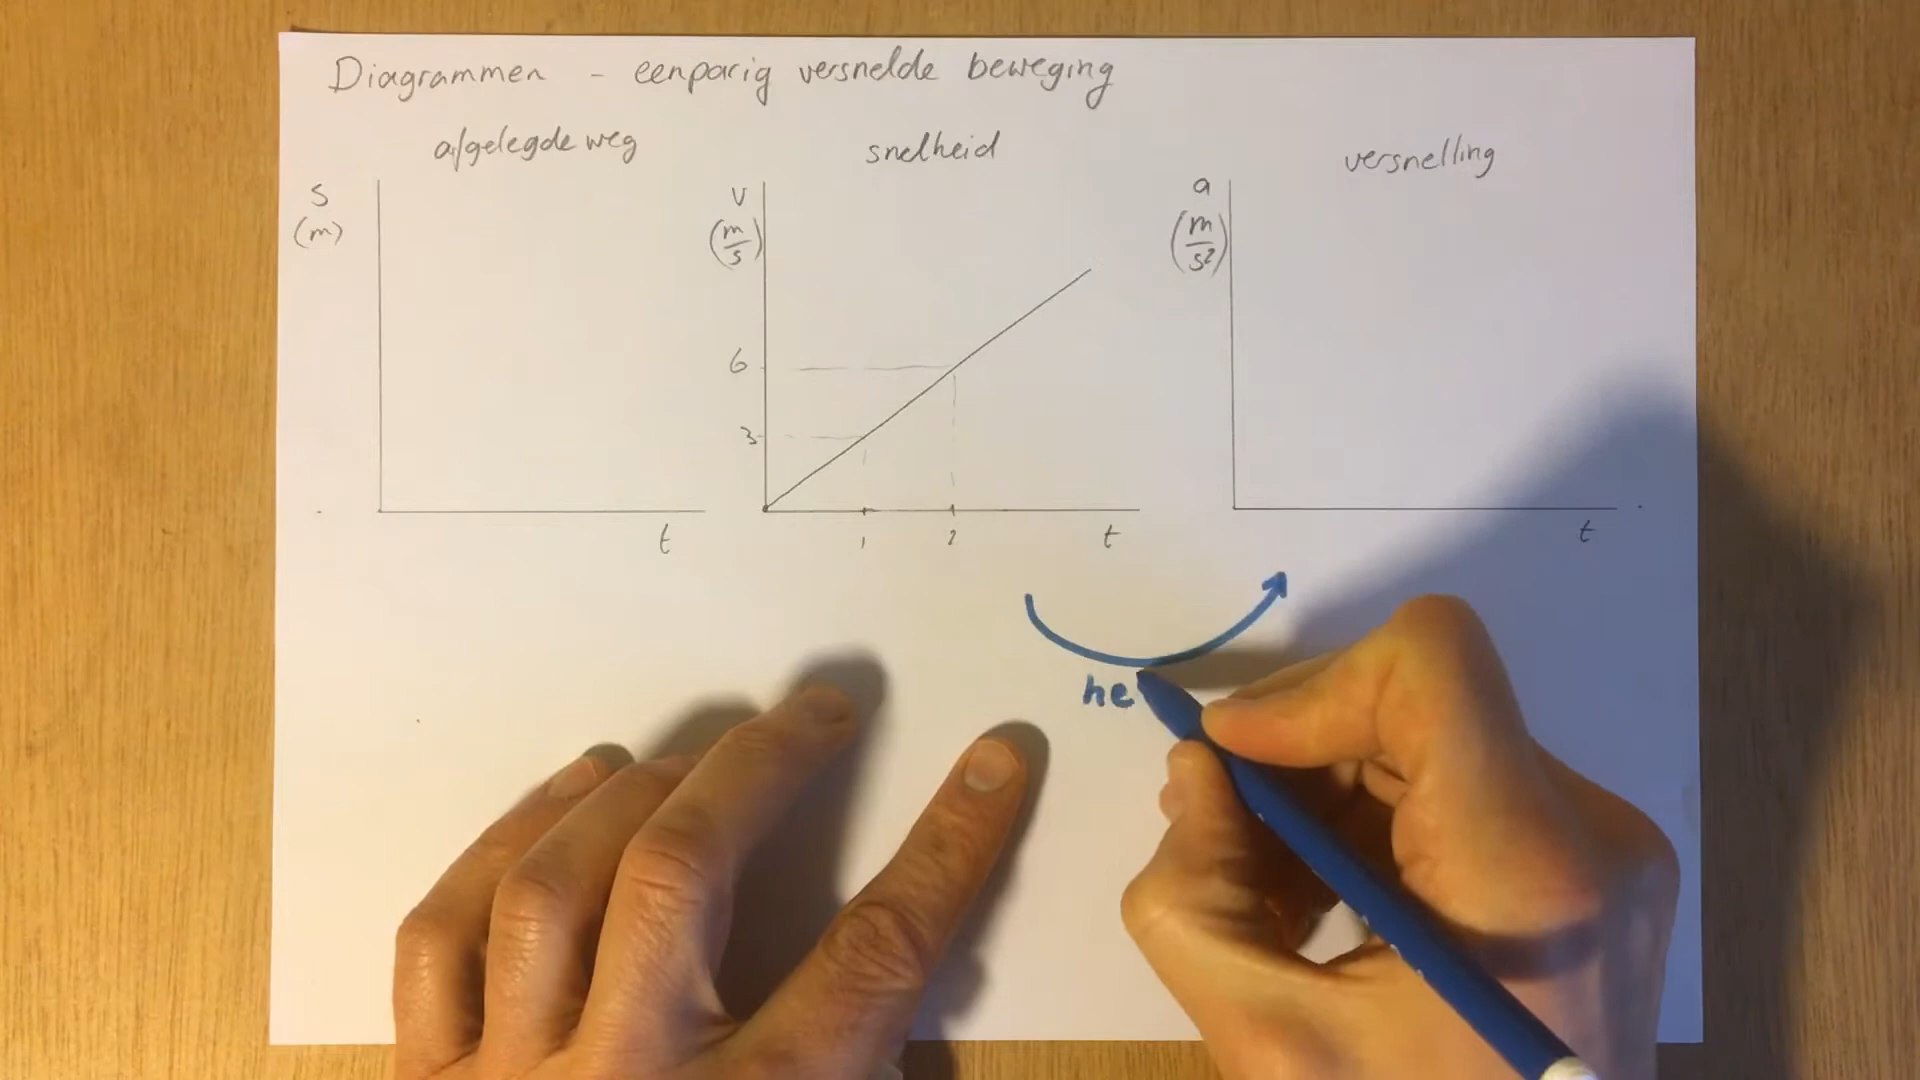 Diagrammen - eenparig versnelde beweging
afgelegde weg
s
(m)
t
snelheid
v
(m/s)
6
3
1
2
t
versnelling
a
(m/s²)
t
he